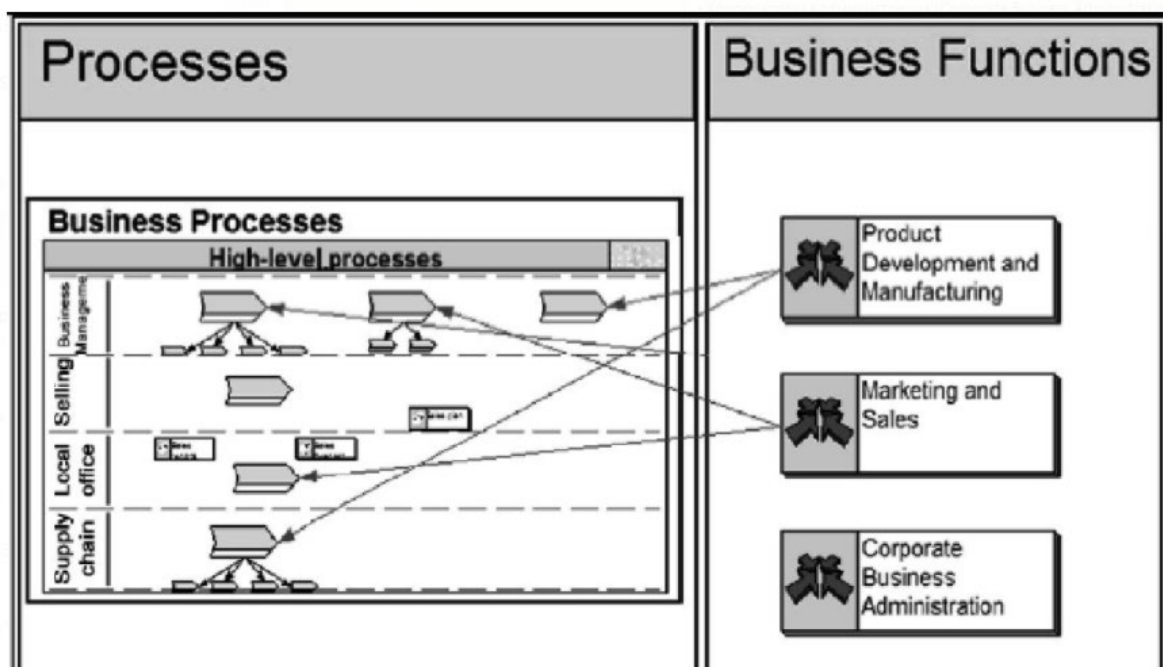 Processes
Business Functions
Business Processes
High-level processes
Business
Manageme
Selling
Local
office
Supply
chain
Product
Development and
Manufacturing
Marketing and
Sales
Corporate
Business
Administration